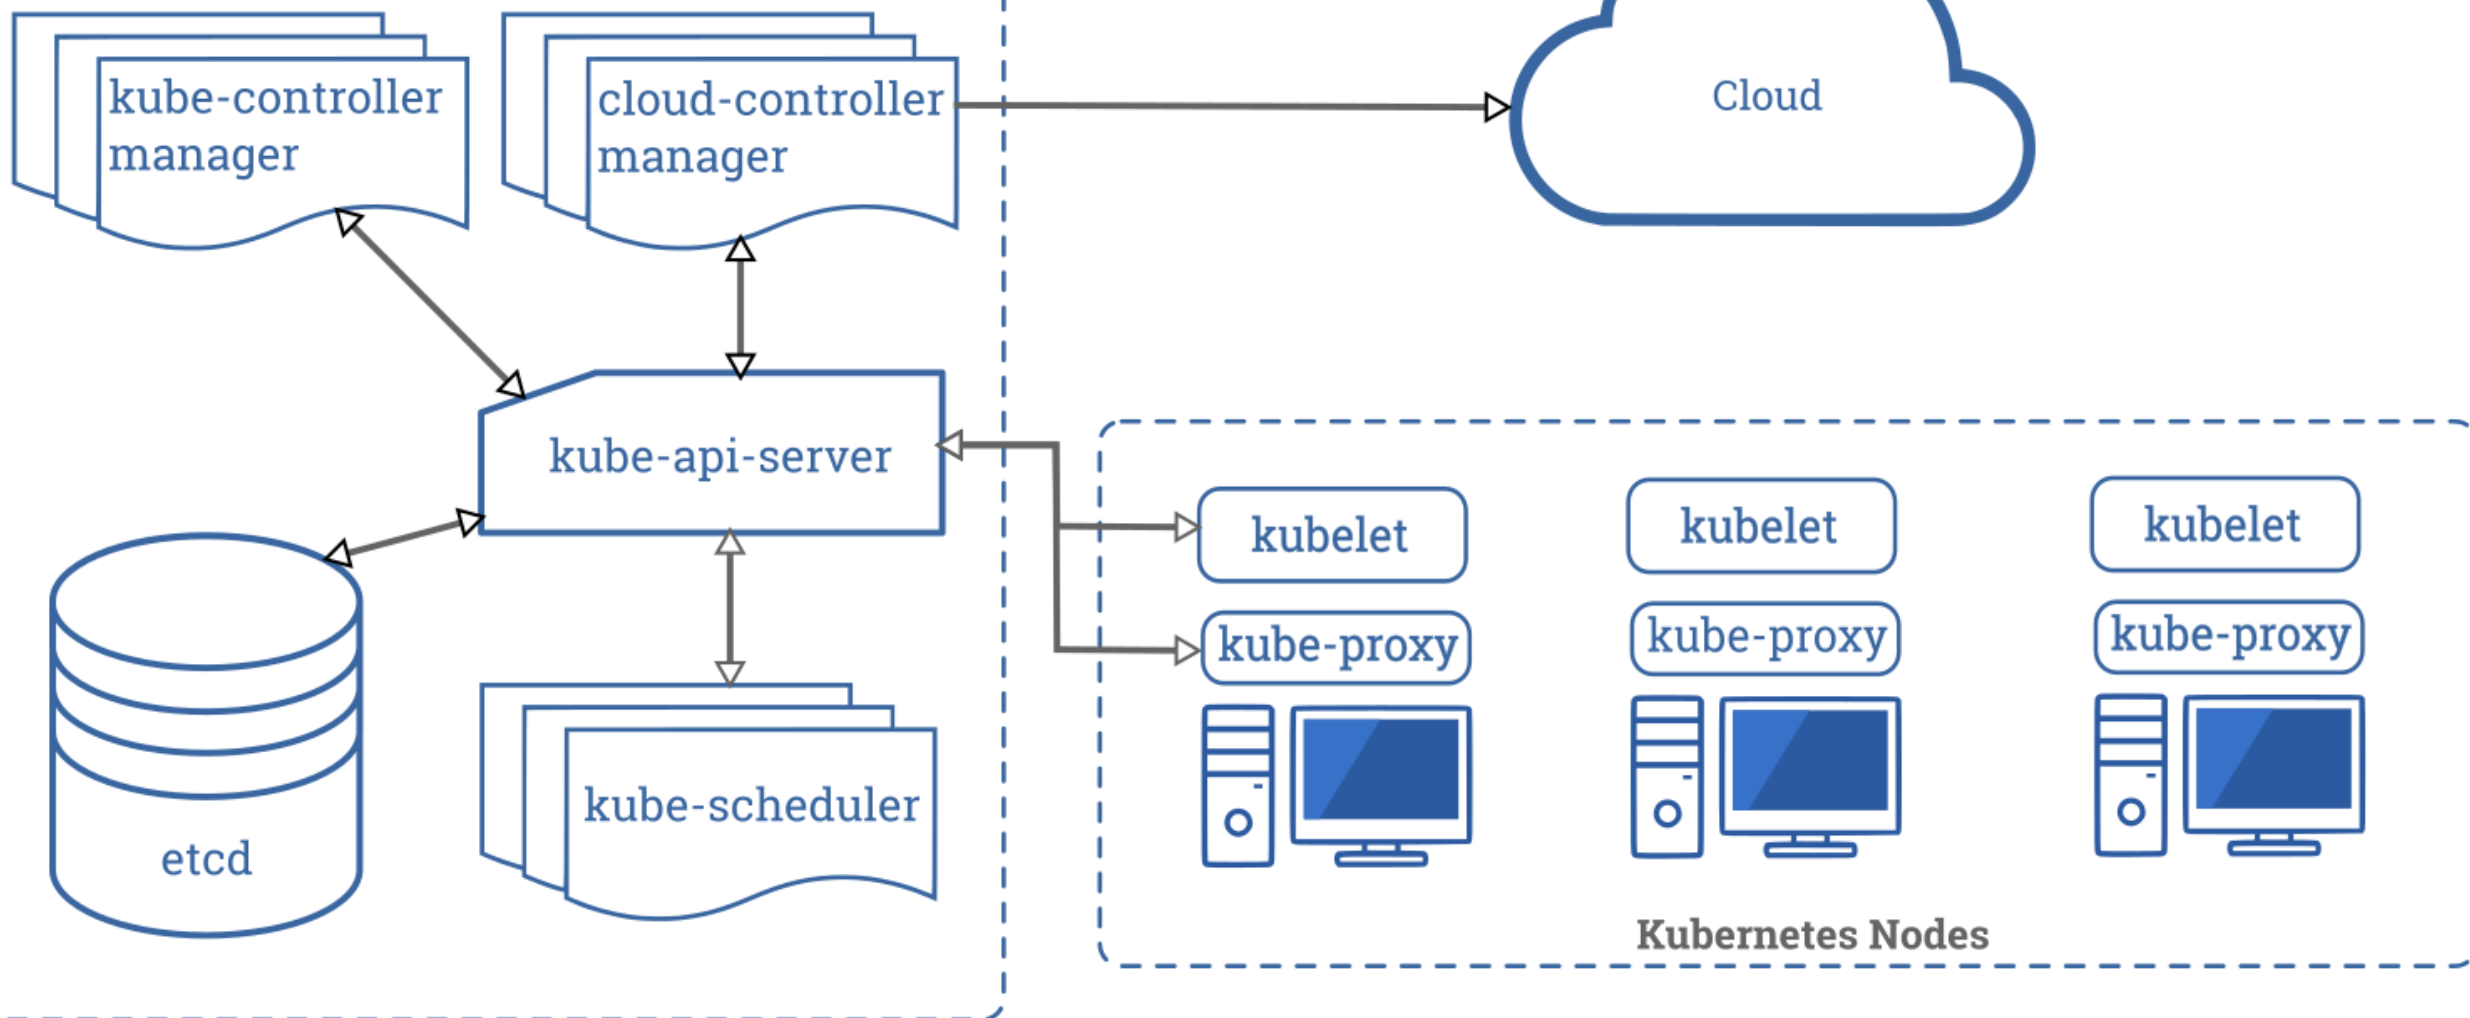 kube-controller
manager
cloud-controller
manager
Cloud
kube-api-server
kubelet
kubelet
kubelet
kube-proxy
kube-proxy
kube-proxy
etcd
kube-scheduler
Kubernetes Nodes